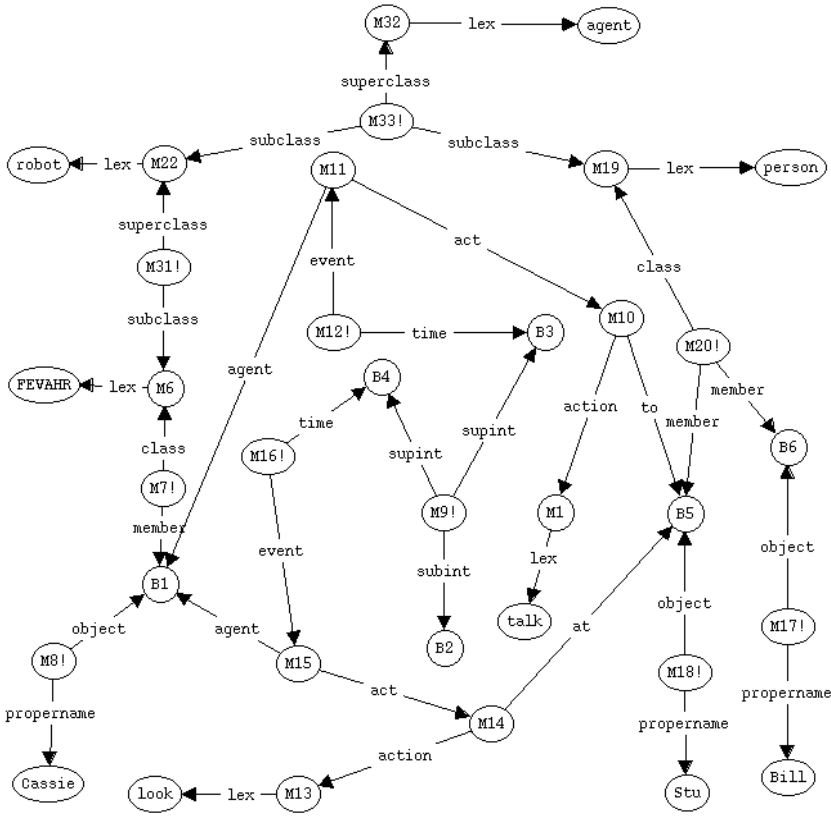 M32 lex agent
superclass
M33!
subclass subclass
robot lex M22 M11 M19 lex person
superclass act
event class
M31!
subclass M12! time B3 M10 M20!
agent
FEVAHR lex M6 B4 action to member member
time
class supint supint B6
M16!
M7! M9! M1 B5
member event lex object
subint
B1 at object
object agent talk
M8! M15 B2 M18! M17!
propername act propername propername
M14
action
Cassie look lex M13 Stu Bill